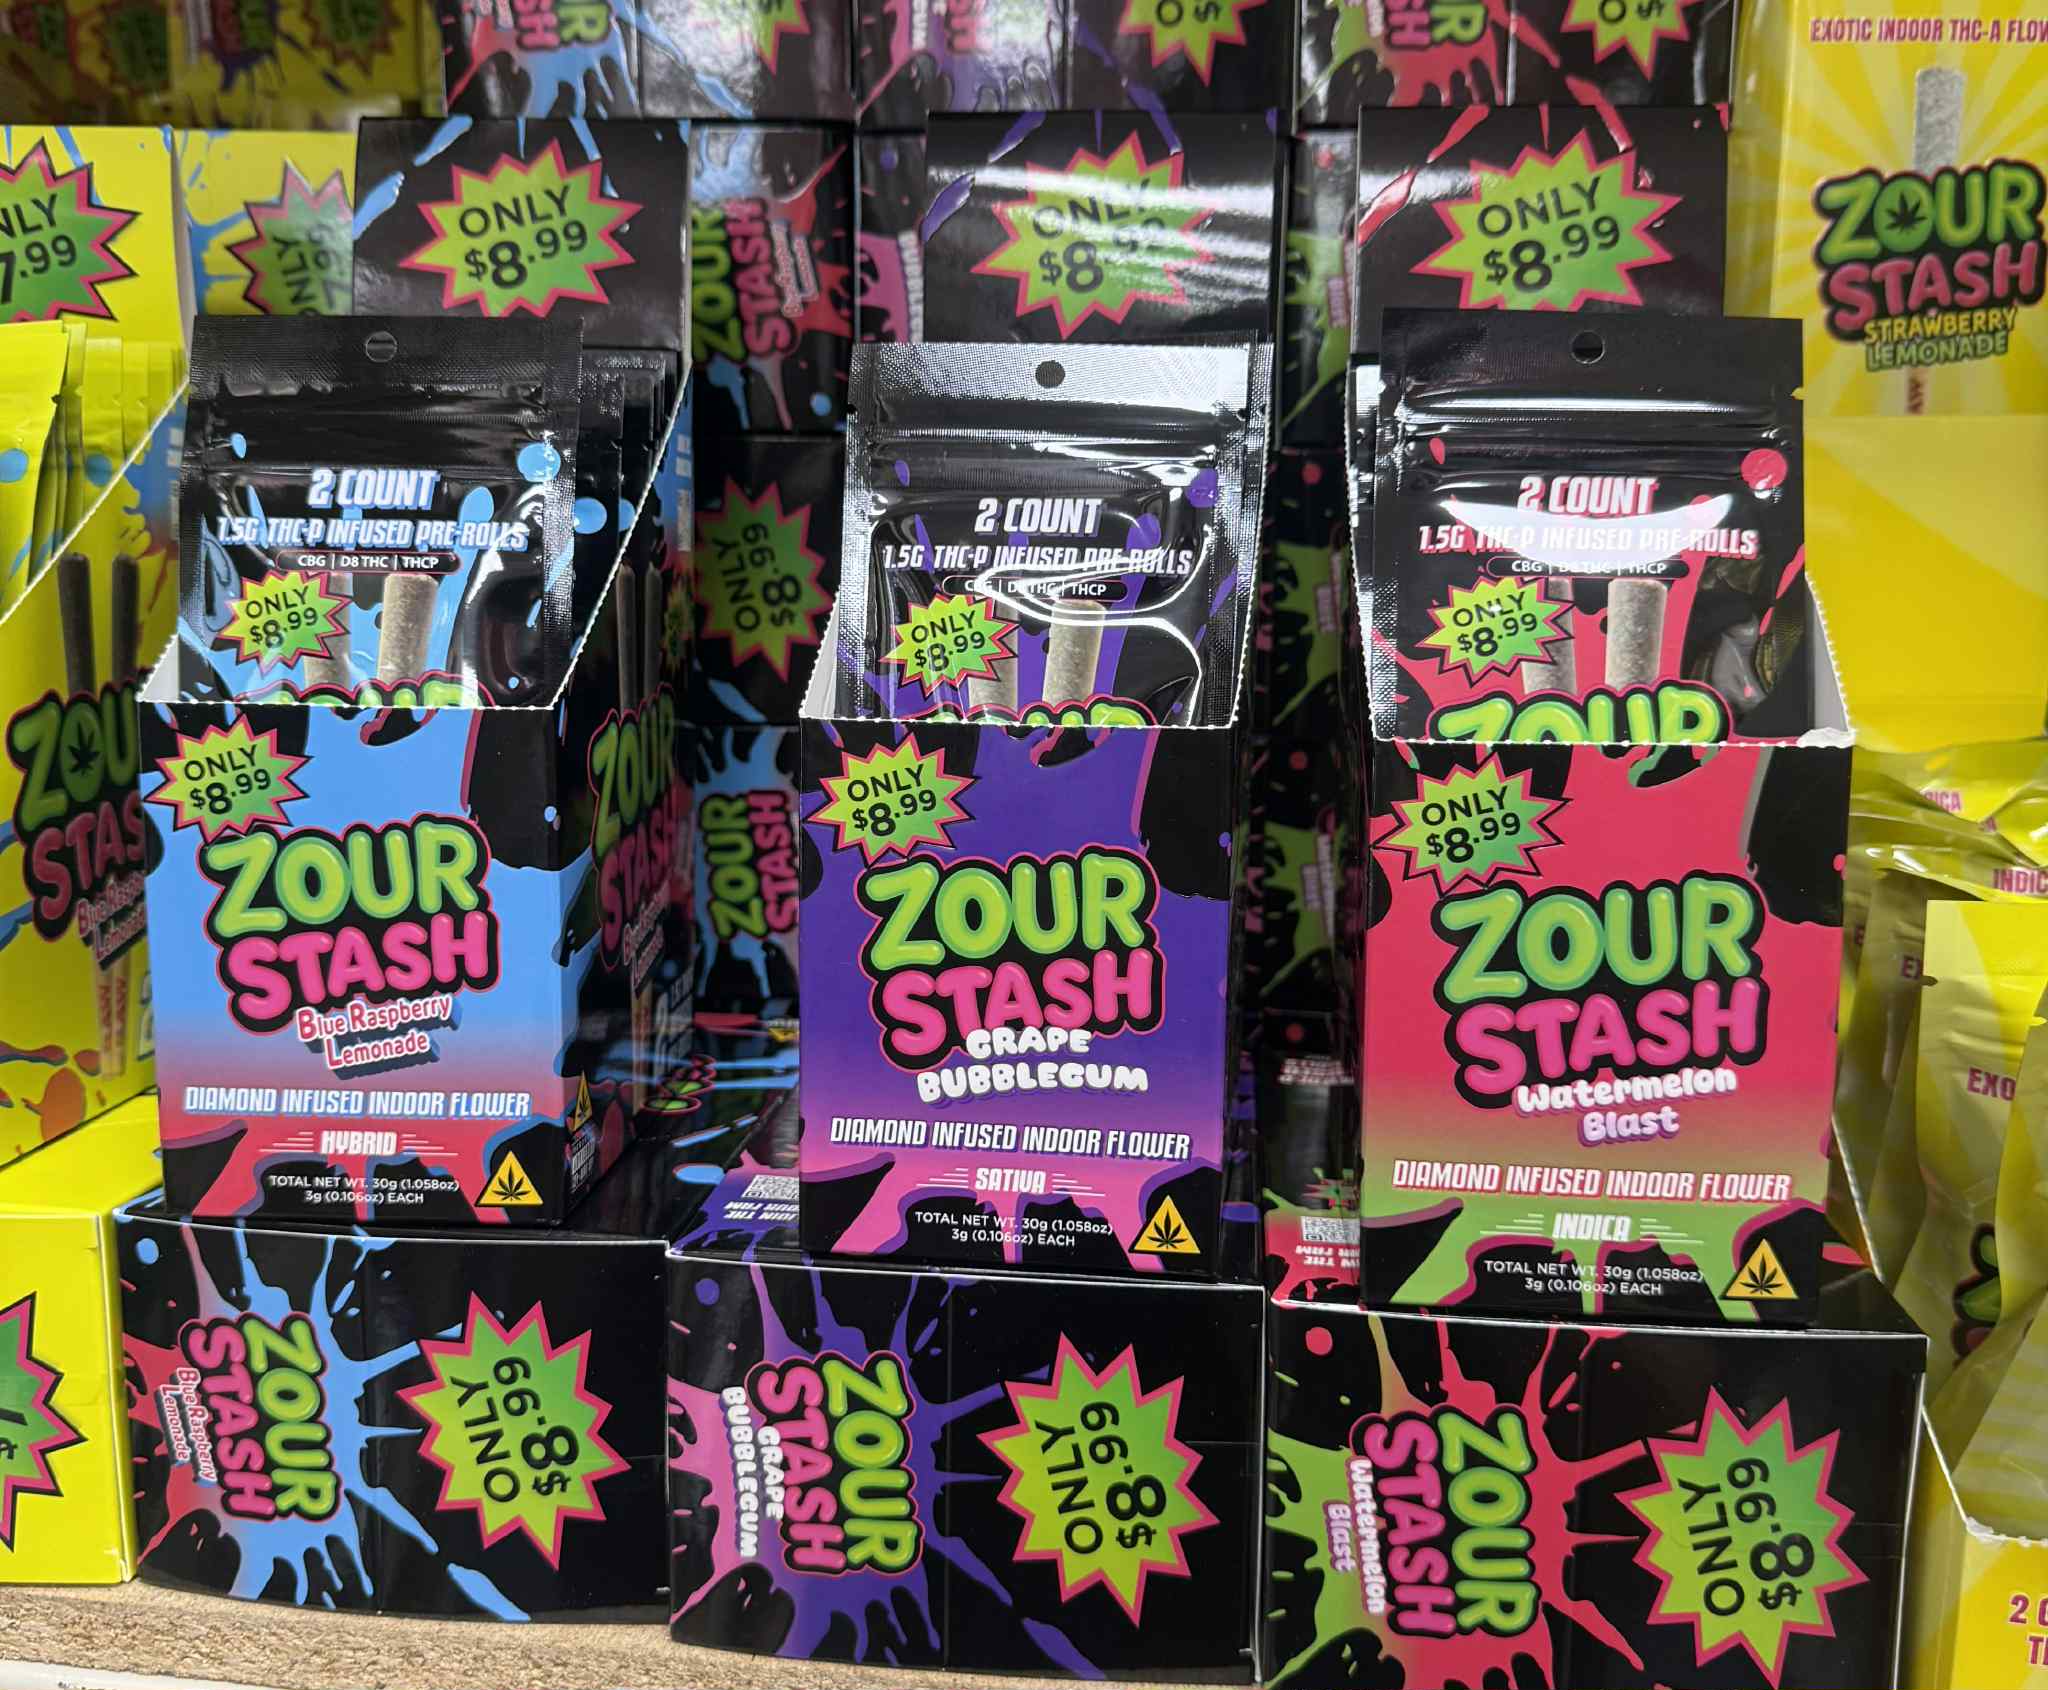 EXOTIC INDOOR THC-A
ONLY
$8.99
ONLY
$8.99
ONLY
$8.99
ZOUR
STASH
STRAWBERRY
LEMONADE
2 COUNT
1.5G THC-P INFUSED PRE-ROLLS
CBG | D8 THC | THCP
ONLY
$8.99
2 COUNT
1.5G THC-P INFUSED PRE-ROLLS
CBG | D8 THC | THCP
ONLY
$8.99
2 COUNT
1.5G THC-P INFUSED PRE-ROLLS
CBG | D8 THC | THCP
ONLY
$8.99
ZOUR
ONLY
$8.99
ZOUR
STASH
Blue Raspberry
Lemonade
DIAMOND INFUSED INDOOR FLOWER
HYBRID
TOTAL NET WT. 30g (1.058oz)
3g (0.106oz) EACH
ONLY
$8.99
ZOUR
STASH
GRAPE
BUBBLEGUM
DIAMOND INFUSED INDOOR FLOWER
SATIVA
TOTAL NET WT. 30g (1.058oz)
3g (0.106oz) EACH
ONLY
$8.99
ZOUR
STASH
Watermelon
Blast
DIAMOND INFUSED INDOOR FLOWER
INDICA
TOTAL NET WT. 30g (1.058oz)
3g (0.106oz) EACH
ZOUR
STASH
Blue Raspberry
Lemonade
ONLY
$8.99
ZOUR
STASH
GRAPE
BUBBLEGUM
ONLY
$8.99
ZOUR
STASH
Watermelon
Blast
ONLY
$8.99